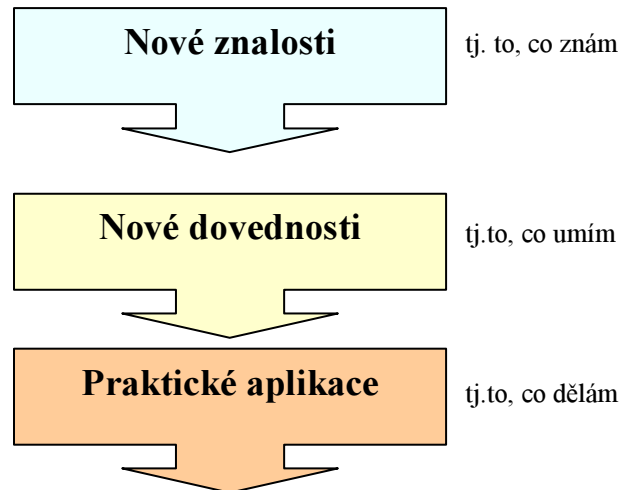 Nové znalosti
tj. to, co znám
Nové dovednosti
tj.to, co umím
Praktické aplikace
tj.to, co dělám